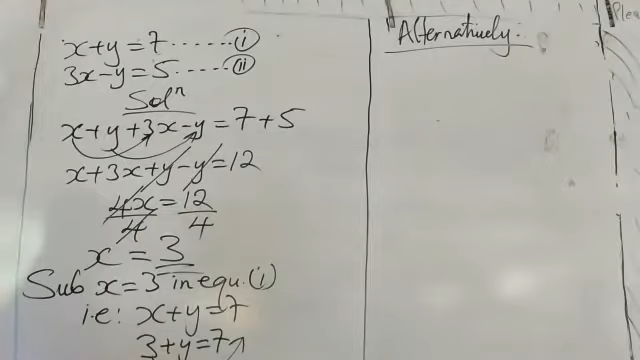 x+y=7.......(i)
3x-y=5.....(ii)
Solⁿ
x+y+3x-y=7+5
x+3x+y-y=12
4x/4=12/4
x=3
Sub x=3 in equ.(i)
i.e: x+y=7
3+y=7
Alternatively:-